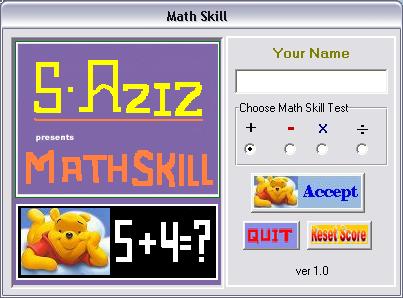 Math Skill
S.AZIZ
presents
MATHSKILL
5+4=?
Your Name
Choose Math Skill Test
+ - × ÷
Accept
QUIT
Reset Score
ver 1.0